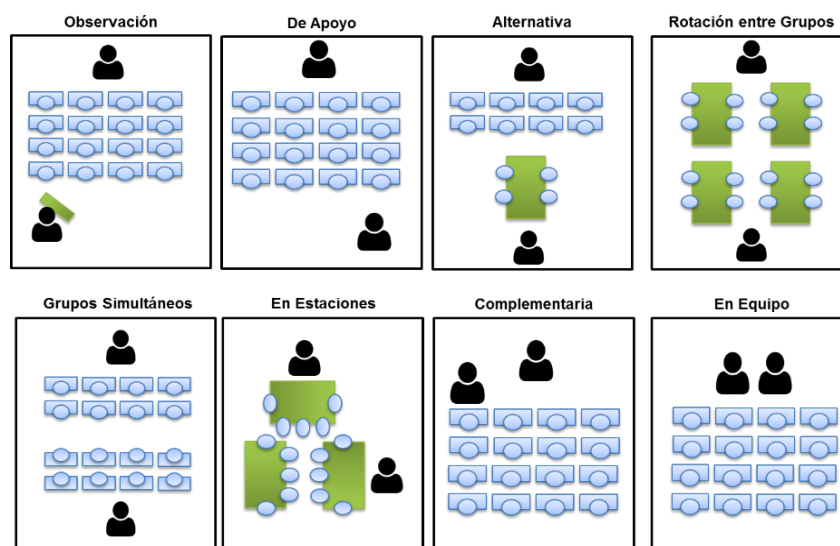 Observación
De Apoyo
Alternativa
Rotación entre Grupos
Grupos Simultáneos
En Estaciones
Complementaria
En Equipo